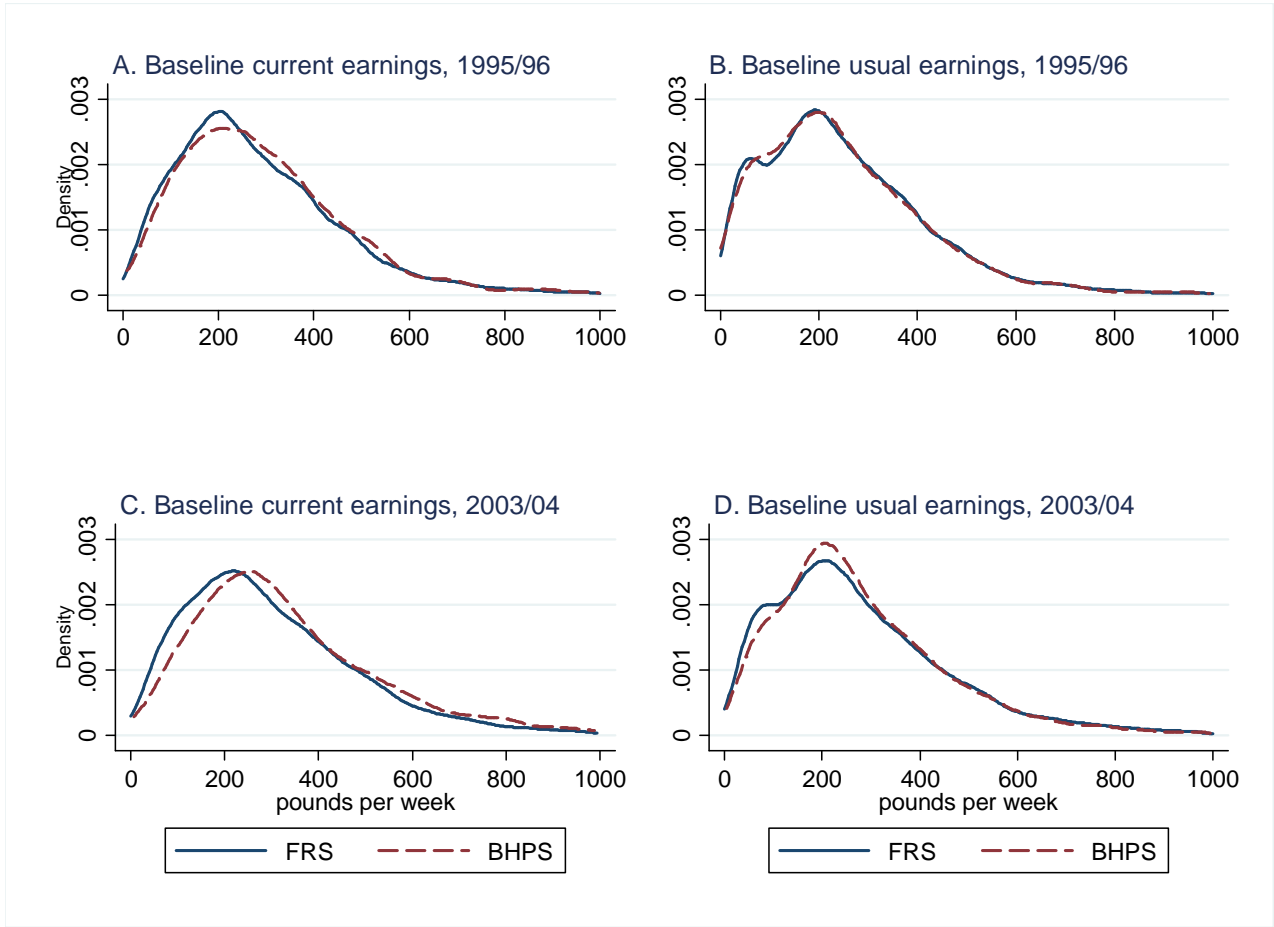 A. Baseline current earnings, 1995/96
Density
0
.001
.002
.003
0 200 400 600 800 1000
B. Baseline usual earnings, 1995/96
0
.001
.002
.003
0 200 400 600 800 1000
C. Baseline current earnings, 2003/04
Density
0
.001
.002
.003
0 200 400 600 800 1000
pounds per week
FRS BHPS
D. Baseline usual earnings, 2003/04
0
.001
.002
.003
0 200 400 600 800 1000
pounds per week
FRS BHPS